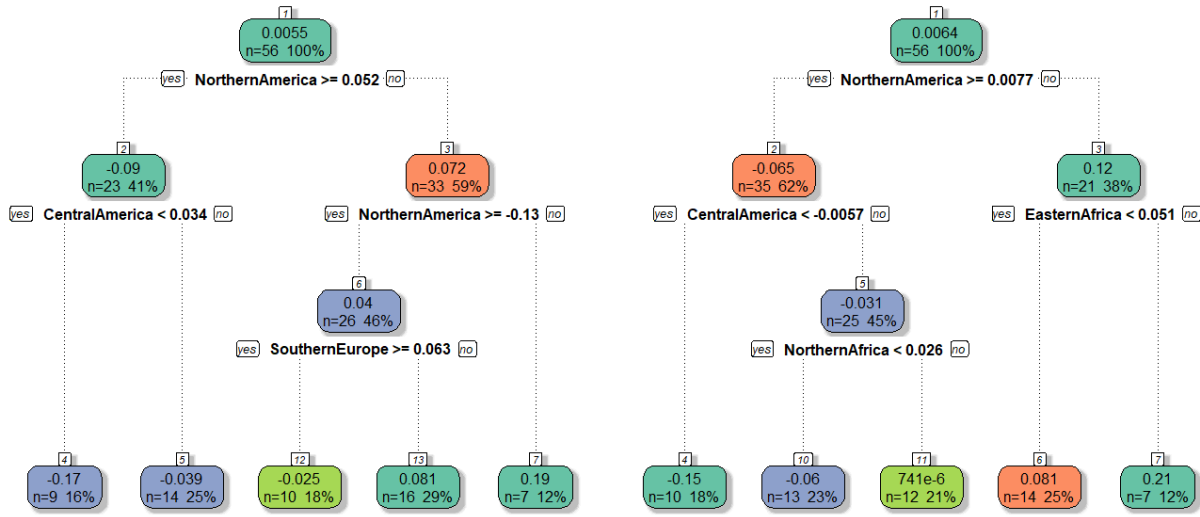 1
0.0055
n=56 100%
yes NorthernAmerica >= 0.052 no
2
-0.09
n=23 41%
yes CentralAmerica < 0.034 no
3
0.072
n=33 59%
NorthernAmerica >= -0.13 no
6
0.04
n=26 46%
yes SouthernEurope >= 0.063 no
4
-0.17
n=9 16%
5
-0.039
n=14 25%
12
-0.025
n=10 18%
13
0.081
n=16 29%
7
0.19
n=7 12%
1
0.0064
n=56 100%
yes NorthernAmerica >= 0.0077 no
2
-0.065
n=35 62%
yes CentralAmerica < -0.0057 no
3
0.12
n=21 38%
yes EasternAfrica < 0.051 no
5
-0.031
n=25 45%
yes NorthernAfrica < 0.026 no
4
-0.15
n=10 18%
10
-0.06
n=13 23%
11
741e-6
n=12 21%
6
0.081
n=14 25%
7
0.21
n=7 12%